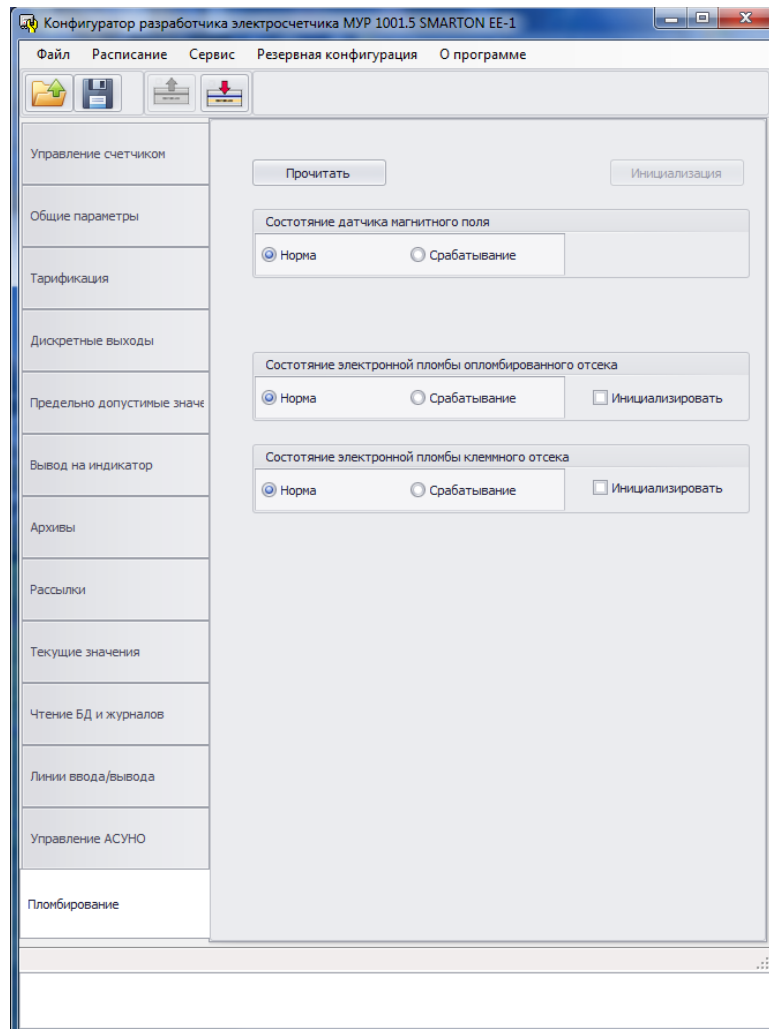 Конфигуратор разработчика электросчетчика МУР 1001.5 SMARTON EE-1
Файл Расписание Сервис Резервная конфигурация О программе
Управление счетчиком
Общие параметры
Тарификация
Дискретные выходы
Предельно допустимые значе
Вывод на индикатор
Архивы
Рассылки
Текущие значения
Чтение БД и журналов
Линии ввода/вывода
Управление АСУНО
Пломбирование
Прочитать Инициализация
Состояние датчика магнитного поля
Норма Срабатывание
Состояние электронной пломбы опломбированного отсека
Норма Срабатывание Инициализировать
Состояние электронной пломбы клеммного отсека
Норма Срабатывание Инициализировать